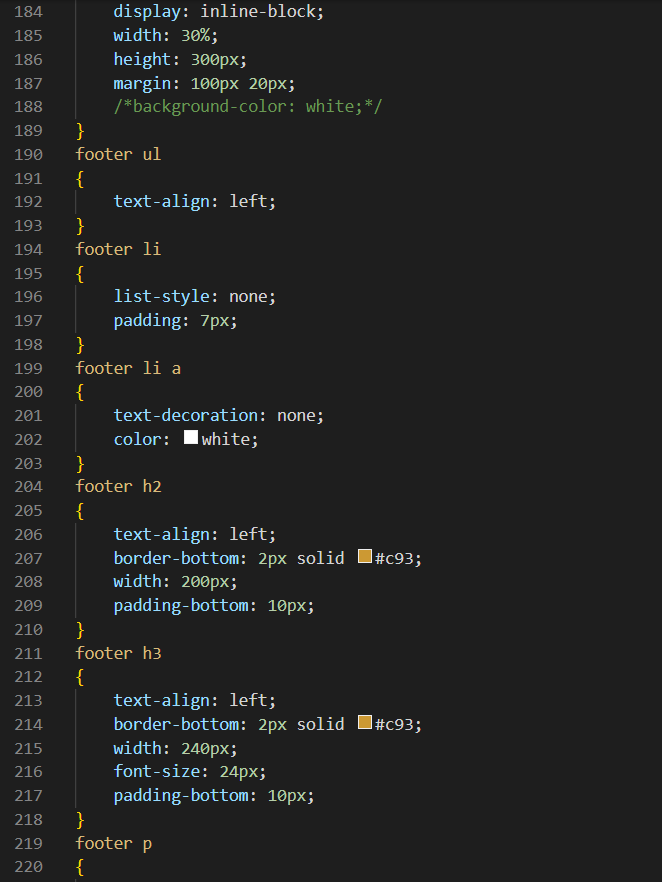 184 display: inline-block;
185 width: 30%;
186 height: 300px;
187 margin: 100px 20px;
188 /*background-color: white;*/
189 }
190 footer ul
191 {
192 text-align: left;
193 }
194 footer li
195 {
196 list-style: none;
197 padding: 7px;
198 }
199 footer li a
200 {
201 text-decoration: none;
202 color: white;
203 }
204 footer h2
205 {
206 text-align: left;
207 border-bottom: 2px solid #c93;
208 width: 200px;
209 padding-bottom: 10px;
210 }
211 footer h3
212 {
213 text-align: left;
214 border-bottom: 2px solid #c93;
215 width: 240px;
216 font-size: 24px;
217 padding-bottom: 10px;
218 }
219 footer p
220 {